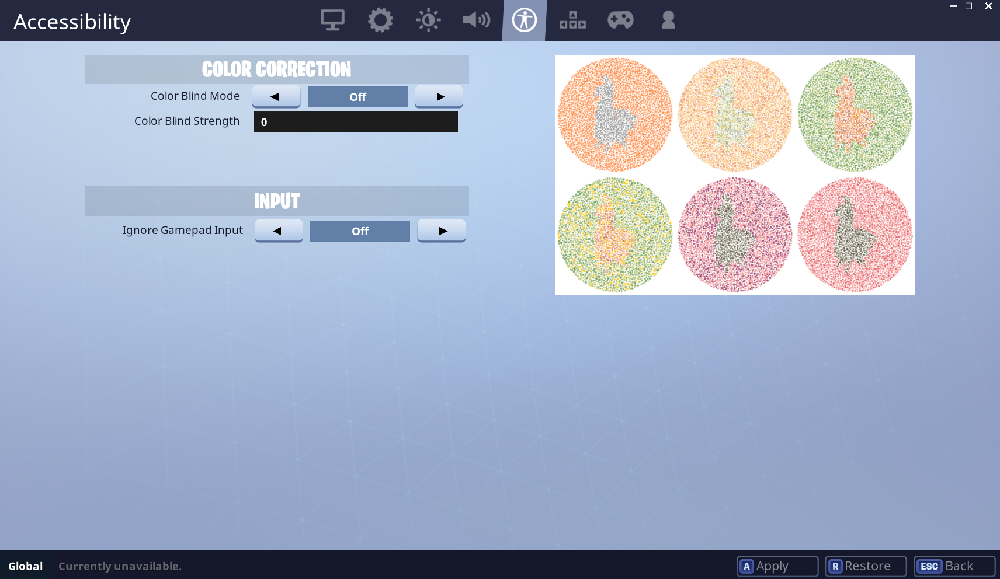 Accessibility
COLOR CORRECTION
Color Blind Mode Off
Color Blind Strength 0
INPUT
Ignore Gamepad Input Off
Global Currently unavailable. A Apply R Restore ESC Back